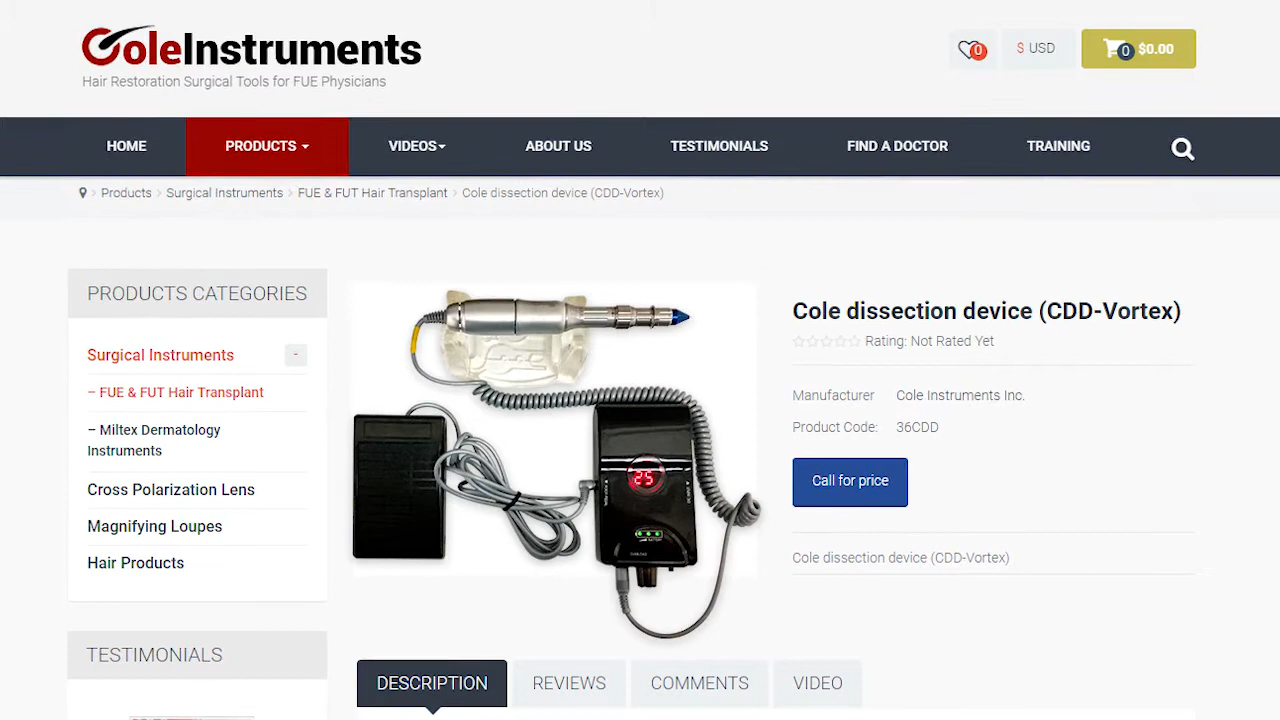 ColeInstruments
Hair Restoration Surgical Tools for FUE Physicians
0
$ USD
0 $0.00
HOME
PRODUCTS
VIDEOS
ABOUT US
TESTIMONIALS
FIND A DOCTOR
TRAINING
Products > Surgical Instruments > FUE & FUT Hair Transplant > Cole dissection device (CDD-Vortex)
PRODUCTS CATEGORIES
Surgical Instruments -
– FUE & FUT Hair Transplant
– Miltex Dermatology
Instruments
Cross Polarization Lens
Magnifying Loupes
Hair Products
TESTIMONIALS
25
Cole dissection device (CDD-Vortex)
Rating: Not Rated Yet
Manufacturer Cole Instruments Inc.
Product Code: 36CDD
Call for price
Cole dissection device (CDD-Vortex)
DESCRIPTION
REVIEWS
COMMENTS
VIDEO